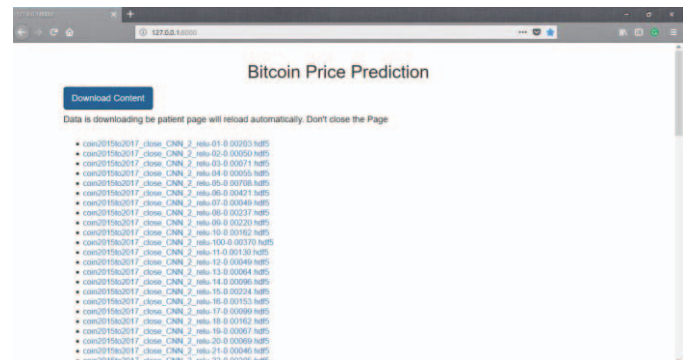 127.0.0.1:8000
Bitcoin Price Prediction
Download Content
Data is downloading be patient page will reload automatically. Don't close the Page
coin2015to2017_close_CNN_2_relu-01-0.00203.hdf5
coin2015to2017_close_CNN_2_relu-02-0.00050.hdf5
coin2015to2017_close_CNN_2_relu-03-0.00071.hdf5
coin2015to2017_close_CNN_2_relu-04-0.00055.hdf5
coin2015to2017_close_CNN_2_relu-05-0.00708.hdf5
coin2015to2017_close_CNN_2_relu-06-0.00421.hdf5
coin2015to2017_close_CNN_2_relu-07-0.00049.hdf5
coin2015to2017_close_CNN_2_relu-08-0.00237.hdf5
coin2015to2017_close_CNN_2_relu-09-0.00220.hdf5
coin2015to2017_close_CNN_2_relu-10-0.00162.hdf5
coin2015to2017_close_CNN_2_relu-100-0.00370.hdf5
coin2015to2017_close_CNN_2_relu-11-0.00130.hdf5
coin2015to2017_close_CNN_2_relu-12-0.00049.hdf5
coin2015to2017_close_CNN_2_relu-13-0.00064.hdf5
coin2015to2017_close_CNN_2_relu-14-0.00096.hdf5
coin2015to2017_close_CNN_2_relu-15-0.00224.hdf5
coin2015to2017_close_CNN_2_relu-16-0.00153.hdf5
coin2015to2017_close_CNN_2_relu-17-0.00099.hdf5
coin2015to2017_close_CNN_2_relu-18-0.00162.hdf5
coin2015to2017_close_CNN_2_relu-19-0.00067.hdf5
coin2015to2017_close_CNN_2_relu-20-0.00069.hdf5
coin2015to2017_close_CNN_2_relu-21-0.00046.hdf5